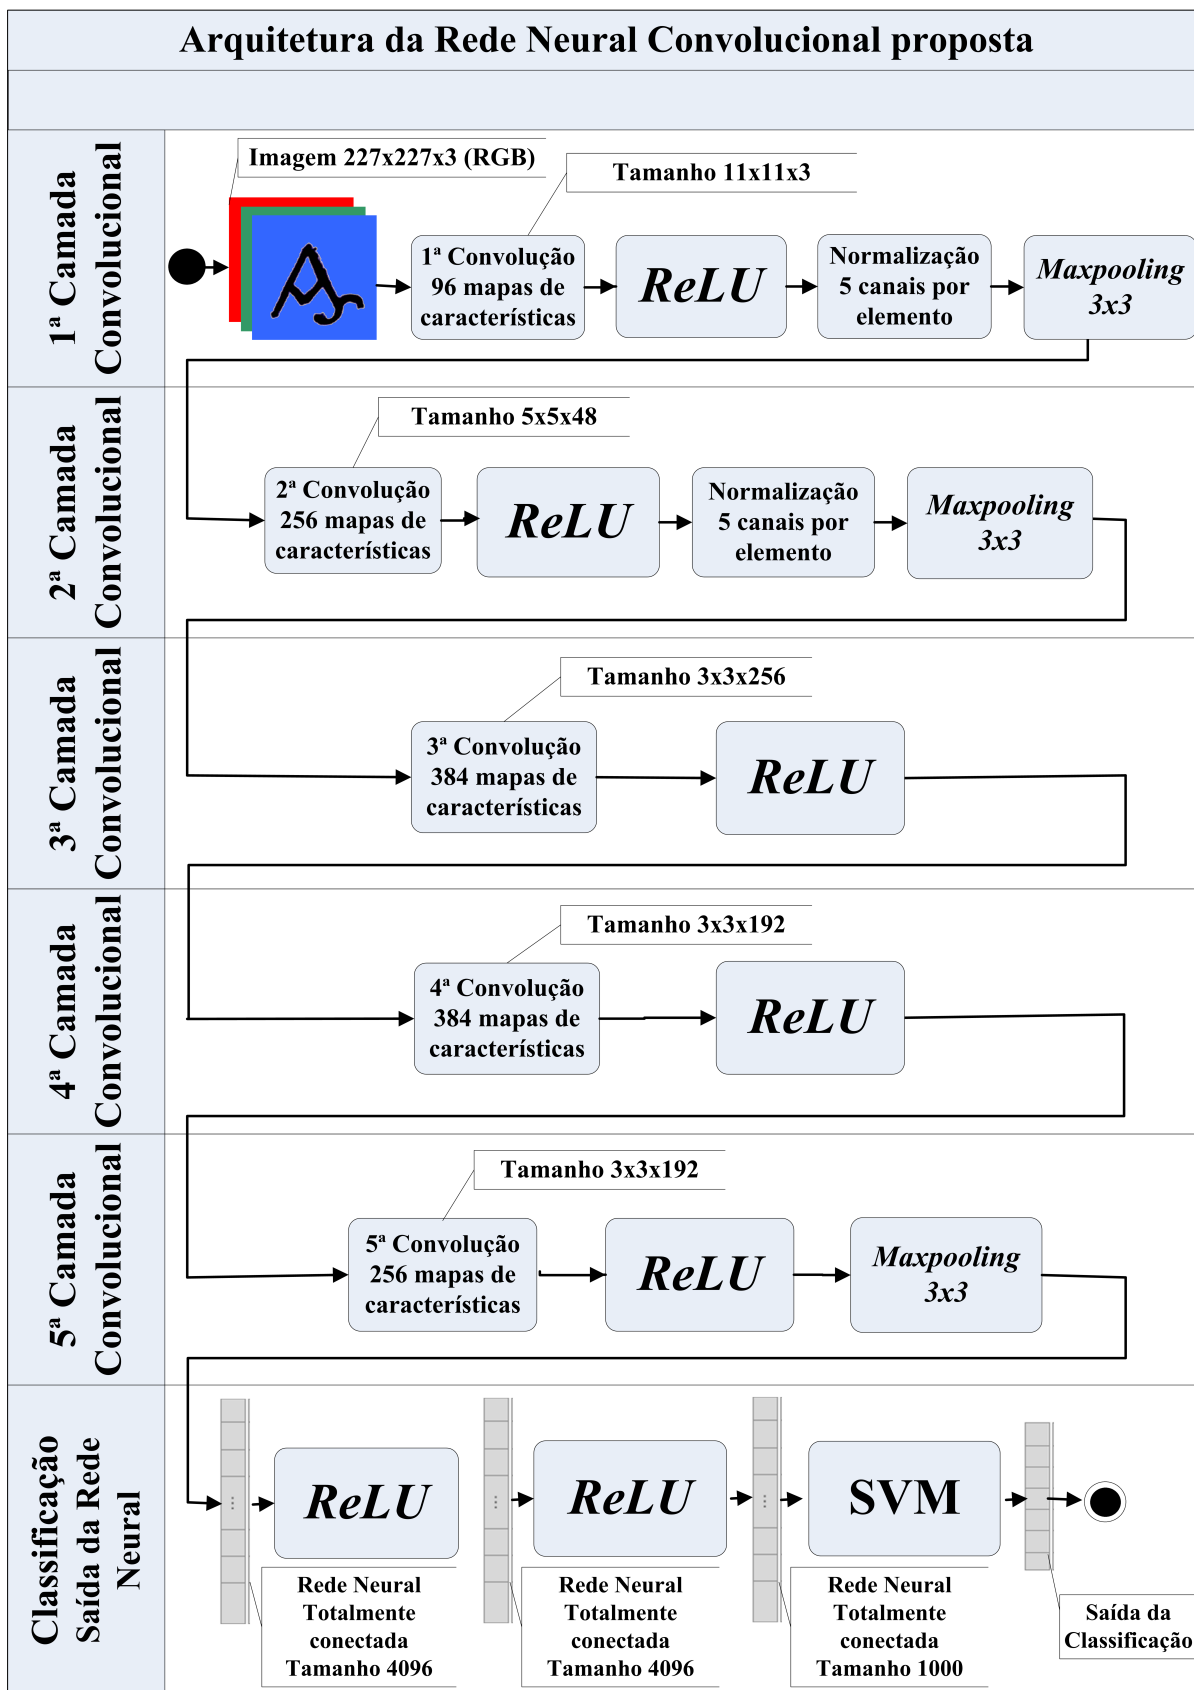 Arquitetura da Rede Neural Convolucional proposta
1ª Camada
Convolucional
Imagem 227x227x3 (RGB)
Tamanho 11x11x3
1ª Convolução
96 mapas de
característícas
ReLU
Normalização
5 canais por
elemento
Maxpooling
3x3
2ª Camada
Convolucional
Tamanho 5x5x48
2ª Convolução
256 mapas de
característícas
ReLU
Normalização
5 canais por
elemento
Maxpooling
3x3
3ª Camada
Convolucional
Tamanho 3x3x256
3ª Convolução
384 mapas de
característícas
ReLU
4ª Camada
Convolucional
Tamanho 3x3x192
4ª Convolução
384 mapas de
característícas
ReLU
5ª Camada
Convolucional
Tamanho 3x3x192
5ª Convolução
256 mapas de
característícas
ReLU
Maxpooling
3x3
Classificação
Saída da Rede
Neural
...
ReLU
...
ReLU
...
SVM
Rede Neural
Totalmente
conectada
Tamanho 4096
Rede Neural
Totalmente
conectada
Tamanho 4096
Rede Neural
Totalmente
conectada
Tamanho 1000
Saída da
Classificação